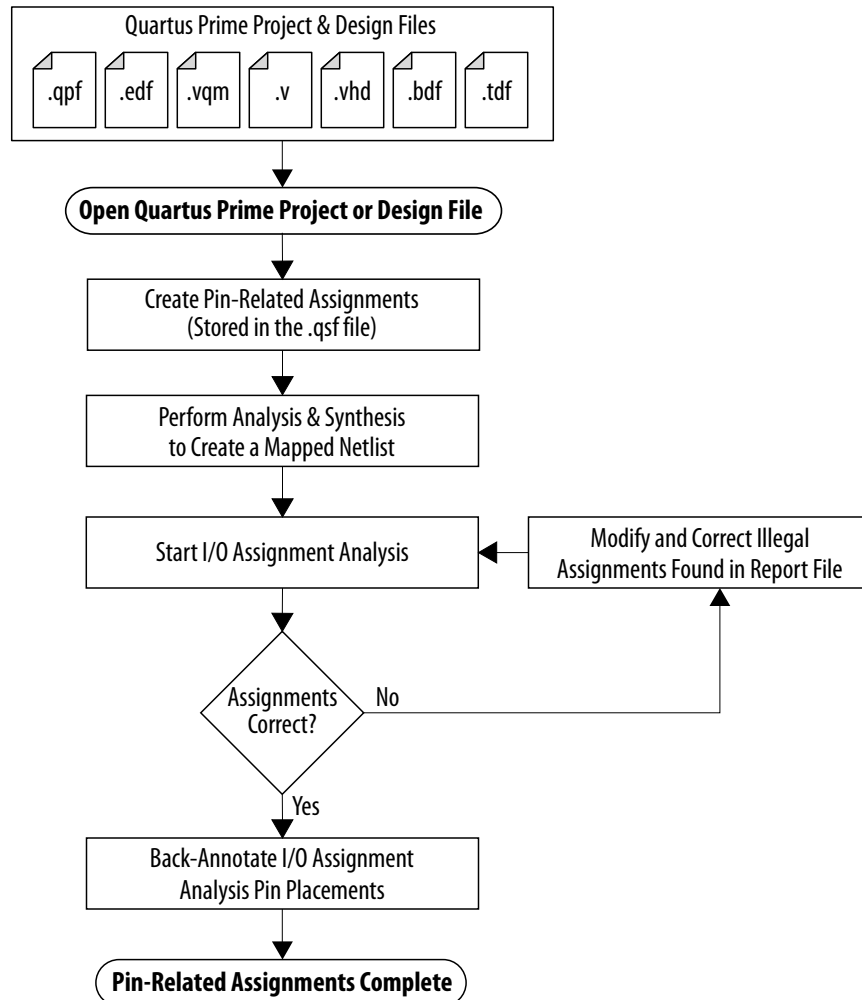 Quartus Prime Project & Design Files
.qpf .edf .vqm .v .vhd .bdf .tdf
Open Quartus Prime Project or Design File
Create Pin-Related Assignments
(Stored in the .qsf file)
Perform Analysis & Synthesis
to Create a Mapped Netlist
Start I/O Assignment Analysis
Modify and Correct Illegal
Assignments Found in Report File
Assignments
Correct?
No
Yes
Back-Annotate I/O Assignment
Analysis Pin Placements
Pin-Related Assignments Complete